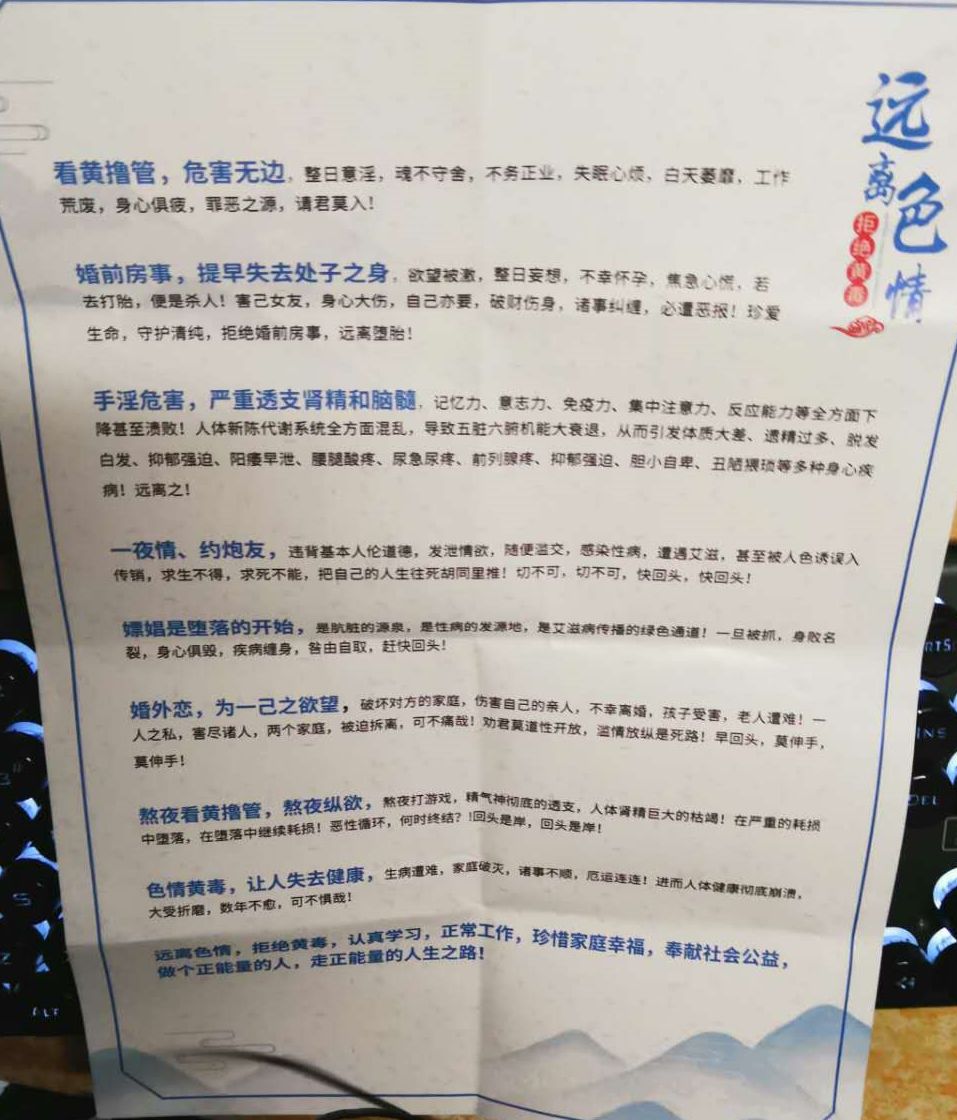 远离色情
拒绝黄毒
看黄撸管，危害无边，整日意淫，魂不守舍，不务正业，失眠心烦，白天萎靡，工作
荒废，身心俱疲，罪恶之源，请君莫入！
婚前房事，提早失去处子之身，欲望被激，整日妄想，不幸怀孕，焦急心慌，若
去打胎，便是杀人！害己女友，身心大伤，自己亦要，破财伤身，诸事纠缠，必遭恶报！珍爱
生命，守护清纯，拒绝婚前房事，远离堕胎！
手淫危害，严重透支肾精和脑髓，记忆力、意志力、免疫力、集中注意力、反应能力等全方面下
降甚至溃败！人体新陈代谢系统全方面混乱，导致五脏六腑机能大衰退，从而引发体质大差、遗精过多、脱发
白发、抑郁强迫、阳痿早泄、腰腿酸疼、尿急尿疼、前列腺疼、抑郁强迫、胆小自卑、丑陋猥琐等多种身心疾
病！远离之！
一夜情、约炮友，违背基本人伦道德，发泄情欲，随便滥交，感染性病，遭遇艾滋，甚至被人色诱误入
传销，求生不得，求死不能，把自己的人生往死胡同里推！切不可，切不可，快回头，快回头！
嫖娼是堕落的开始，是肮脏的源泉，是性病的发源地，是艾滋病传播的绿色通道！一旦被抓，身败名
裂，身心俱毁，疾病缠身，咎由自取，赶快回头！
婚外恋，为一己之欲望，破坏对方的家庭，伤害自己的亲人，不幸离婚，孩子受害，老人遭难！一
人之私，害尽诸人，两个家庭，被迫拆离，可不痛哉！劝君莫道性开放，滥情放纵是死路！早回头，莫伸手，
莫伸手！
熬夜看黄撸管，熬夜纵欲，熬夜打游戏，精气神彻底的透支，人体肾精巨大的枯竭！在严重的耗损
中堕落，在堕落中继续耗损！恶性循环，何时终结？!回头是岸，回头是岸！
色情黄毒，让人失去健康，生病遭难，家庭破灭，诸事不顺，厄运连连！进而人体健康彻底崩溃，
大受折磨，数年不愈，可不惧哉！
远离色情，拒绝黄毒，认真学习，正常工作，珍惜家庭幸福，奉献社会公益，
做个正能量的人，走正能量的人生之路！
INS
DEL
ALT
S